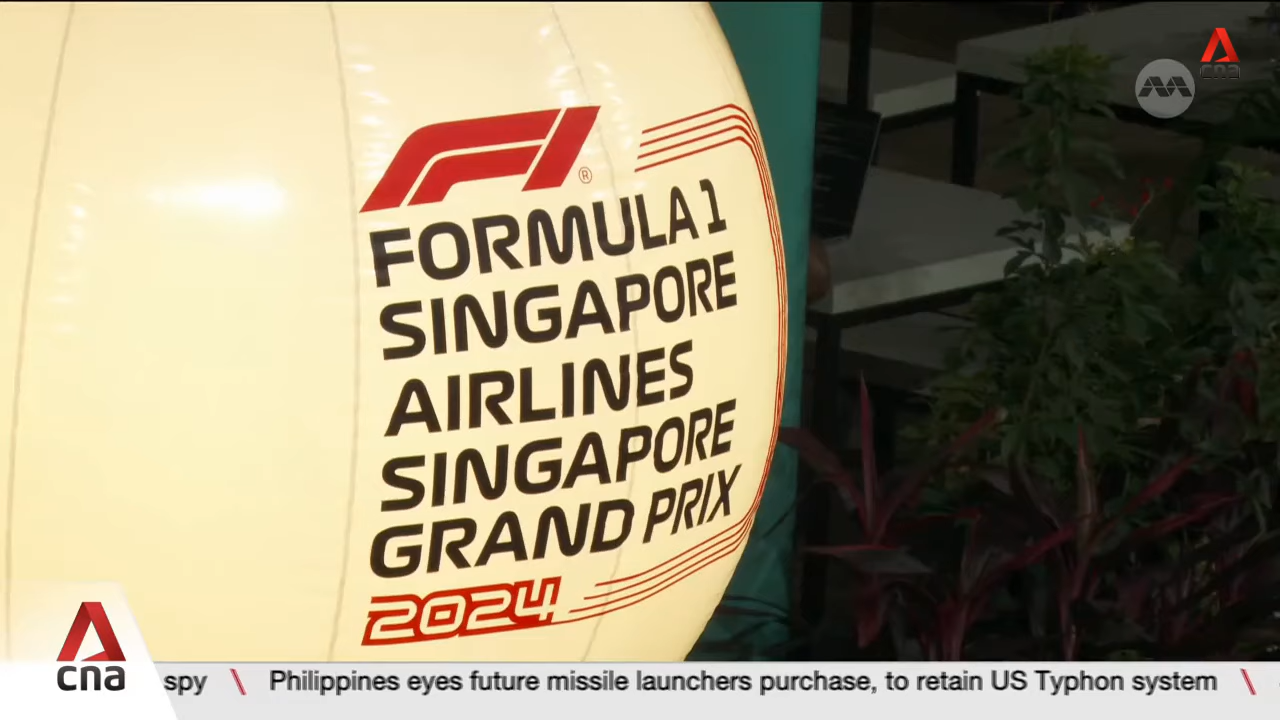 cna
F1®
FORMULA 1
SINGAPORE
AIRLINES
SINGAPORE
GRAND PRIX
2024
cna
spy \ Philippines eyes future missile launchers purchase, to retain US Typhon system \